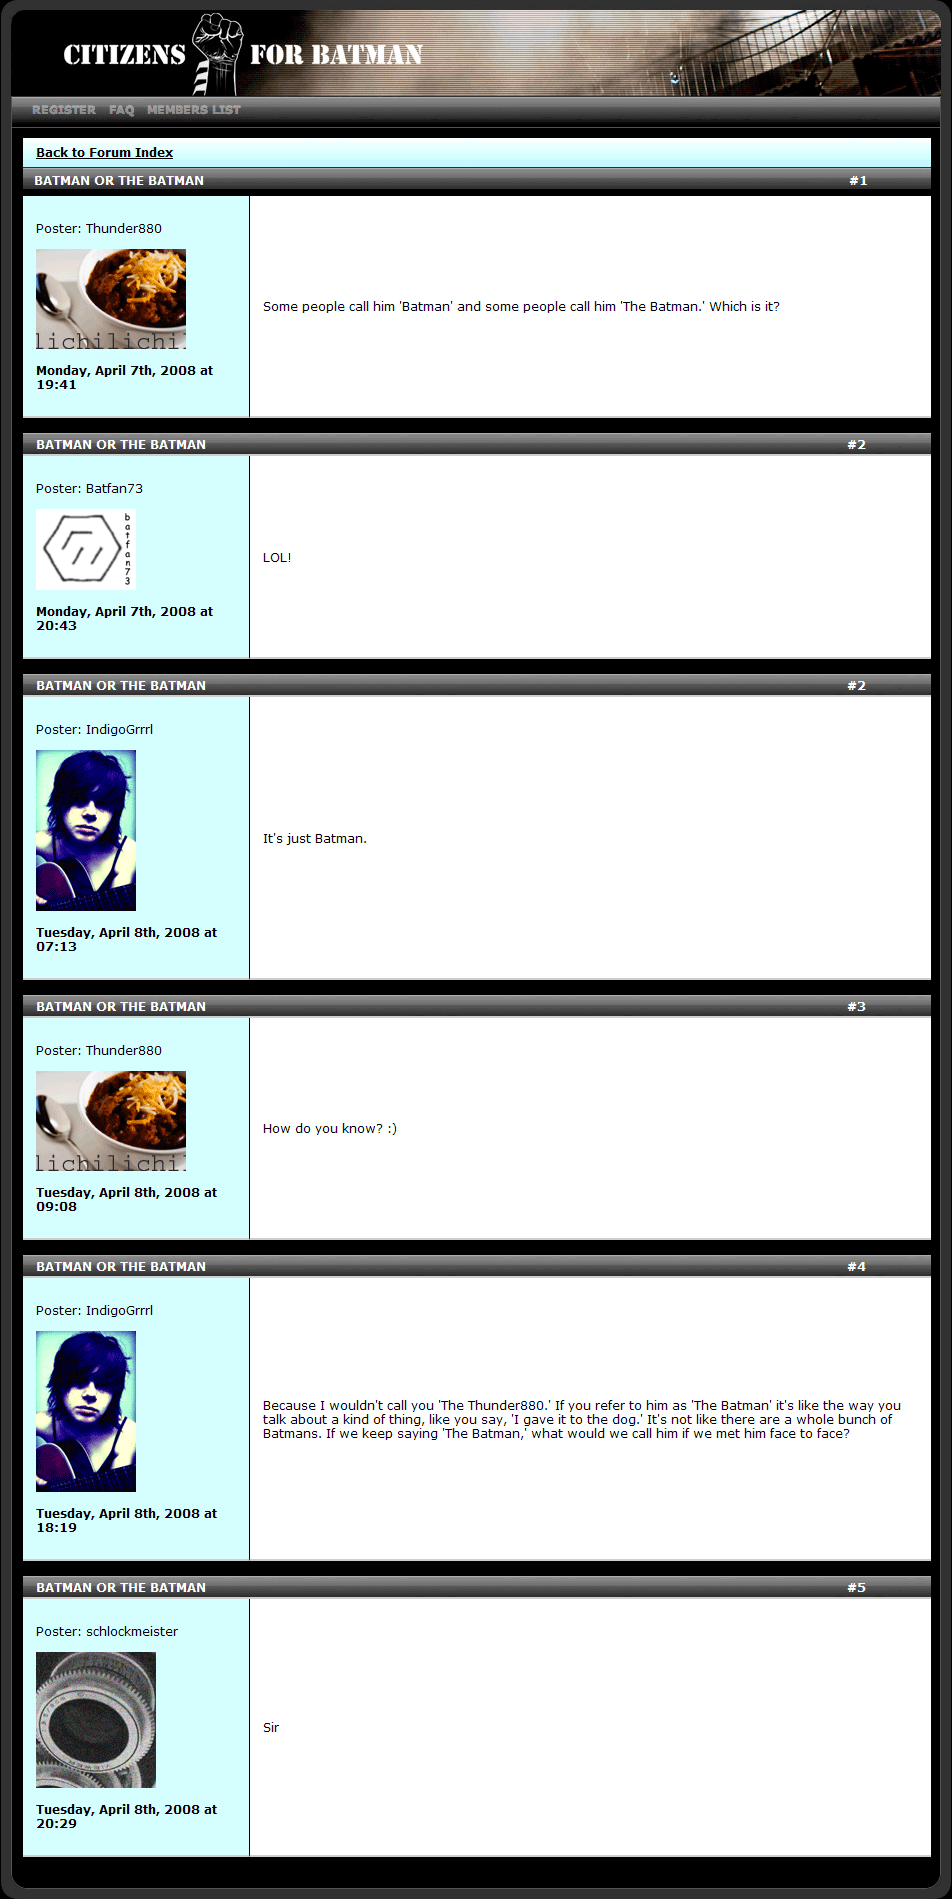 CITIZENS FOR BATMAN
REGISTER FAQ MEMBERS LIST
Back to Forum Index
BATMAN OR THE BATMAN #1
Poster: Thunder880
lichilichil
Monday, April 7th, 2008 at
19:41
Some people call him 'Batman' and some people call him 'The Batman.' Which is it?
BATMAN OR THE BATMAN #2
Poster: Batfan73
batfan73
Monday, April 7th, 2008 at
20:43
LOL!
BATMAN OR THE BATMAN #2
Poster: IndigoGrrrl
Tuesday, April 8th, 2008 at
07:13
It's just Batman.
BATMAN OR THE BATMAN #3
Poster: Thunder880
lichilichil
Tuesday, April 8th, 2008 at
09:08
How do you know? :)
BATMAN OR THE BATMAN #4
Poster: IndigoGrrrl
Tuesday, April 8th, 2008 at
18:19
Because I wouldn't call you 'The Thunder880.' If you refer to him as 'The Batman' it's like the way you
talk about a kind of thing, like you say, 'I gave it to the dog.' It's not like there are a whole bunch of
Batmans. If we keep saying 'The Batman,' what would we call him if we met him face to face?
BATMAN OR THE BATMAN #5
Poster: schlockmeister
Tuesday, April 8th, 2008 at
20:29
Sir